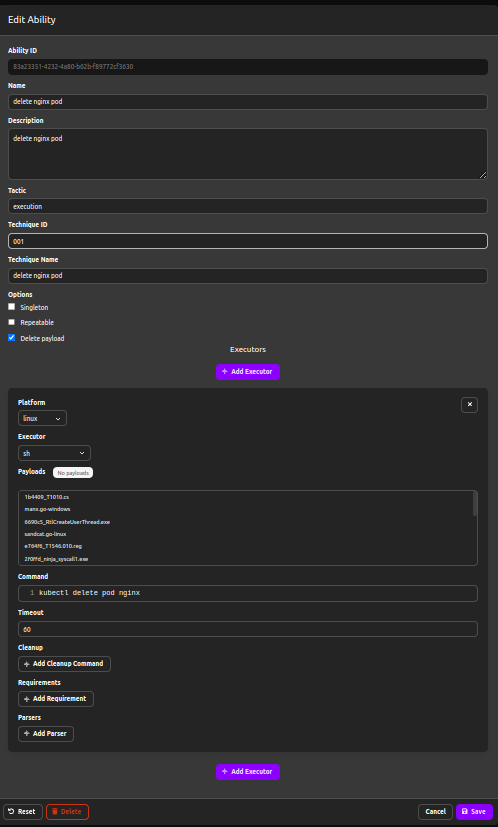 Edit Ability
Ability ID
83a23351-4232-4a80-b62b-f89772cf3630
Name
delete nginx pod
Description
delete nginx pod
Tactic
execution
Technique ID
001
Technique Name
delete nginx pod
Options
Singleton
Repeatable
Delete payload
Executors
+ Add Executor
Platform
linux
Executor
sh
Payloads No payloads
1b4409_T1010.cs
manx.go-windows
6690c5_RtlCreateUserThread.exe
sandcat.go-linux
e764f6_T1546.010.reg
2f0ffd_ninja_syscall1.exe
Command
1 kubectl delete pod nginx
Timeout
60
Cleanup
+ Add Cleanup Command
Requirements
+ Add Requirement
Parsers
+ Add Parser
+ Add Executor
Reset Delete Cancel Save